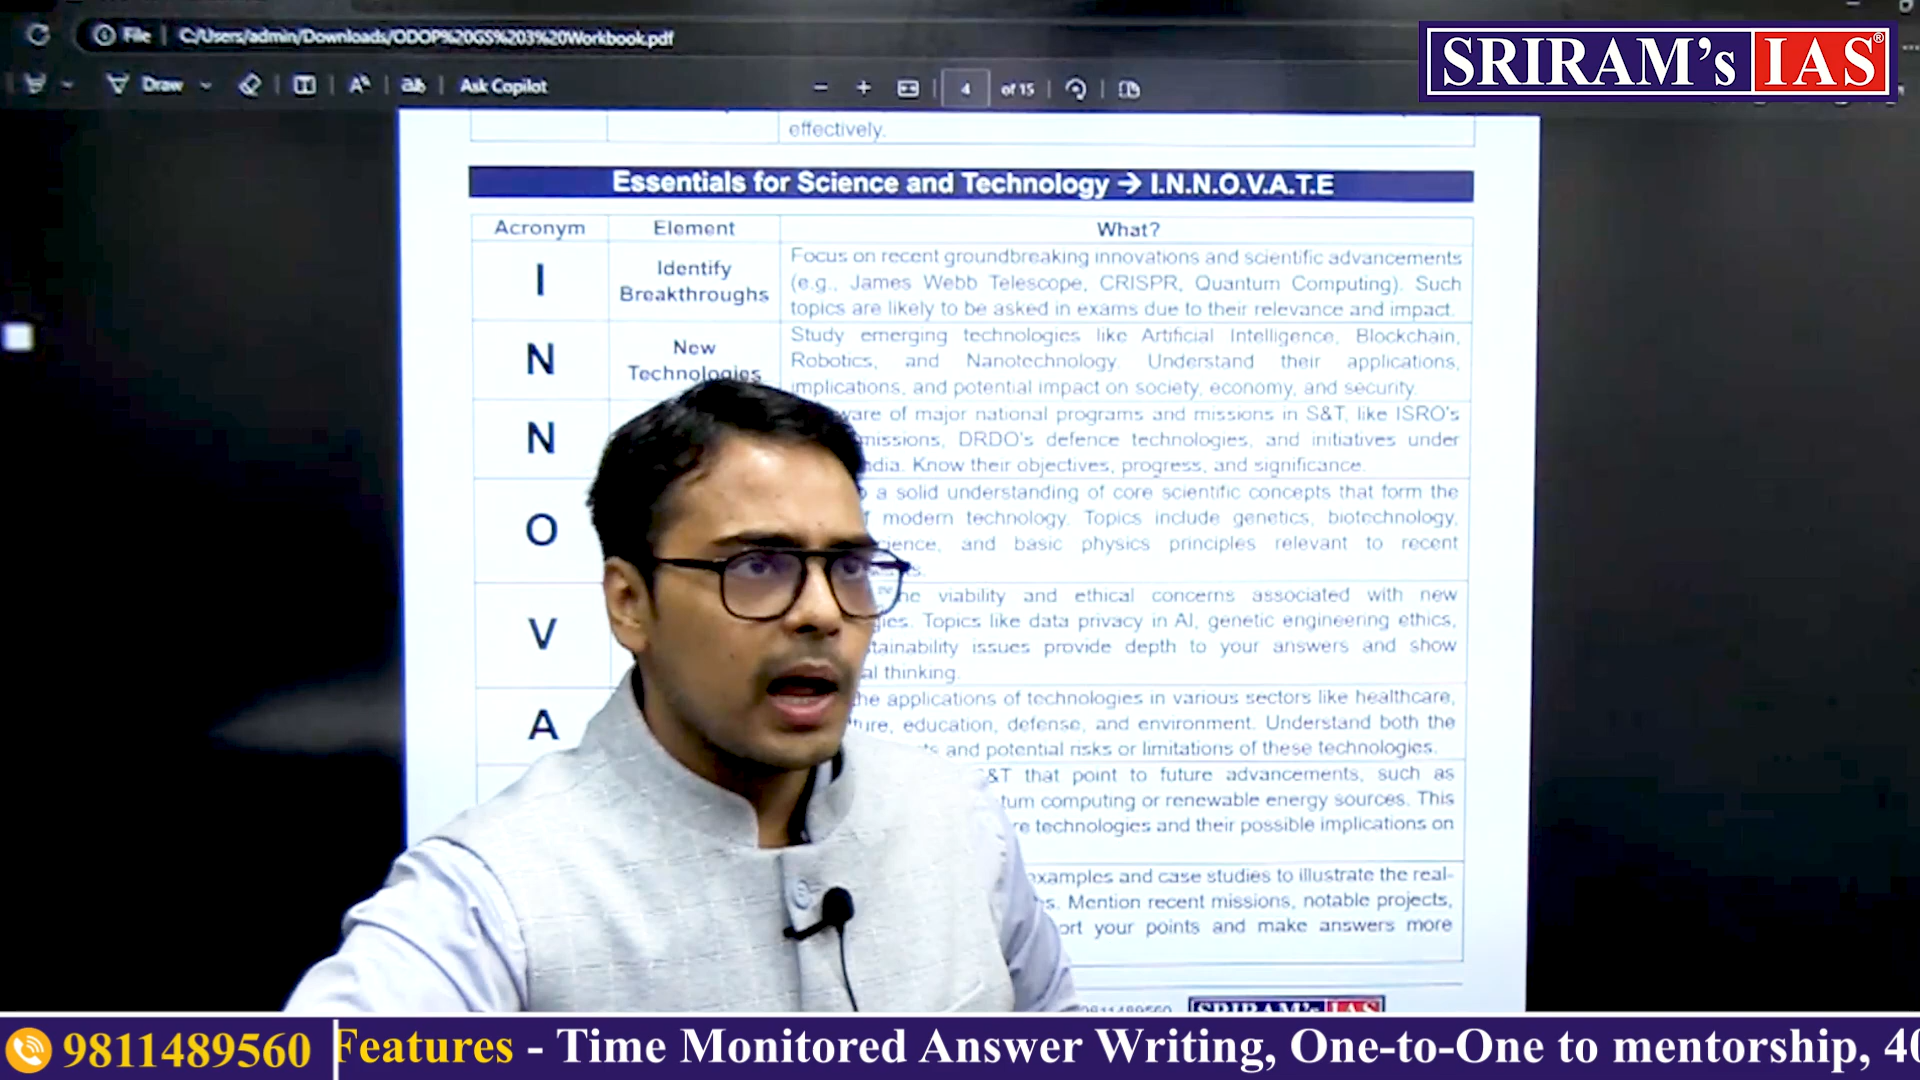 File | C:/Users/admin/Downloads/ODOP%20GS%203%20Workbook.pdf
SRIRAM's IAS®
Draw
Ask Copilot
4 of 15
effectively.
Essentials for Science and Technology → I.N.N.O.V.A.T.E
Acronym Element What?
I
Identify
Breakthroughs
Focus on recent groundbreaking innovations and scientific advancements
(e.g., James Webb Telescope, CRISPR, Quantum Computing). Such
topics are likely to be asked in exams due to their relevance and impact.
N
New
Technologies
Study emerging technologies like Artificial Intelligence, Blockchain,
Robotics, and Nanotechnology. Understand their applications,
implications, and potential impact on society, economy, and security.
N
of major national programs and missions in S&T, like ISRO's
missions, DRDO's defence technologies, and initiatives under
Know their objectives, progress, and significance.
O
a solid understanding of core scientific concepts that form the
modern technology. Topics include genetics, biotechnology,
and basic physics principles relevant to recent
V
viability and ethical concerns associated with new
Topics like data privacy in AI, genetic engineering ethics,
issues provide depth to your answers and show
thinking.
A
the applications of technologies in various sectors like healthcare,
education, defense, and environment. Understand both the
and potential risks or limitations of these technologies.
S&T that point to future advancements, such as
computing or renewable energy sources. This
technologies and their possible implications on
examples and case studies to illustrate the real-
Mention recent missions, notable projects,
your points and make answers more
9811489560
SRIRAM's IAS
9811489560 Features - Time Monitored Answer Writing, One-to-One to mentorship, 40